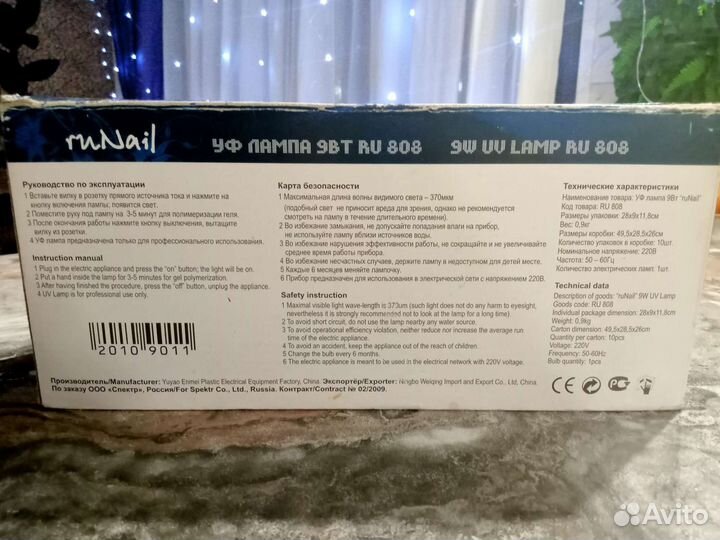 ruNail
УФ ЛАМПА 9ВТ RU 808 9W UV LAMP RU 808
Руководство по эксплуатации
1 Вставьте вилку в розетку прямого источника тока и нажмите на
кнопку включения, лампы загорятся.
2 Поместите руку под лампу на 3-5 минут для полимеризации геля.
3 После окончания работы нажмите кнопку выключения, вытащите
вилку из розетки.
4 УФ лампа предназначена только для профессионального использования.
Instruction manual
1 Plug in the electric appliance and press the "on" button; the light will be on.
2 Put a hand inside the lamp for 3-5 minutes for gel polymerization.
3 After having finished the procedure, press the "off" button, unplug the appliance.
4 UV Lamp is for professional use only.
2010 9011
Карта безопасности
1 Максимальная длина волны видимого света – 370мкм
(подобный свет не приносит вреда для зрения, однако не рекомендуется
смотреть на лампу в течение длительного времени).
2 Во избежание замыкания, не допускайте попадания влаги на прибор,
не используйте лампу вблизи источников воды.
3 Во избежание нарушения эффективности работы, не сокращайте и не увеличивайте
среднее время работы прибора.
4 Во избежание несчастных случаев, держите лампу в недоступном для детей месте.
5 Каждые 6 месяцев меняйте лампочку.
6 Прибор предназначен для использования в электрической сети с напряжением 220В.
Safety instruction
1 Maximal visible light wave-length is 373um (such light does not do any harm to eyesight,
nevertheless it is strongly recommended not to look at the lamp for a long time).
2 To avoid short circuit, do not use the lamp nearby any water source.
3 To avoid operational efficiency violation, neither reduce nor increase the average run
time of the electric appliance.
4 To avoid an accident, keep the appliance out of the reach of children.
5 Change the bulb every 6 months.
6 The electric appliance is meant to be used in the electrical network with 220V voltage.
Технические характеристики
Наименование товара: УФ лампа 9Вт "ruNail"
Код товара: RU 808
Размеры упаковки: 28x9x11,8см
Вес: 0,9кг
Размеры коробки: 49,5x28,5x26см
Количество упаковок в коробке: 10шт.
Номинальное напряжение: 220В
Частота: 50 – 60Гц
Количество электрических ламп: 1шт.
Technical data
Description of goods: "ruNail" 9W UV Lamp
Goods code: RU 808
Individual package dimension: 28x9x11,8cm
Weight: 0,9kg
Carton dimension: 49,5x28,5x26cm
Quantity per carton: 10pcs
Voltage: 220V
Frequency: 50-60Hz
Bulb quantity: 1pcs
Производитель/Manufacturer: Yuyao Enmei Plastic Electrical Equipment Factory, China. Экспортёр/Exporter: Ningbo Weiqing Import and Export Co., Ltd, China.
По заказу ООО «Спектр», Россия/For Spektr Co., Ltd., Russia. Контракт/Contract № 02/2009.
CE
Avito